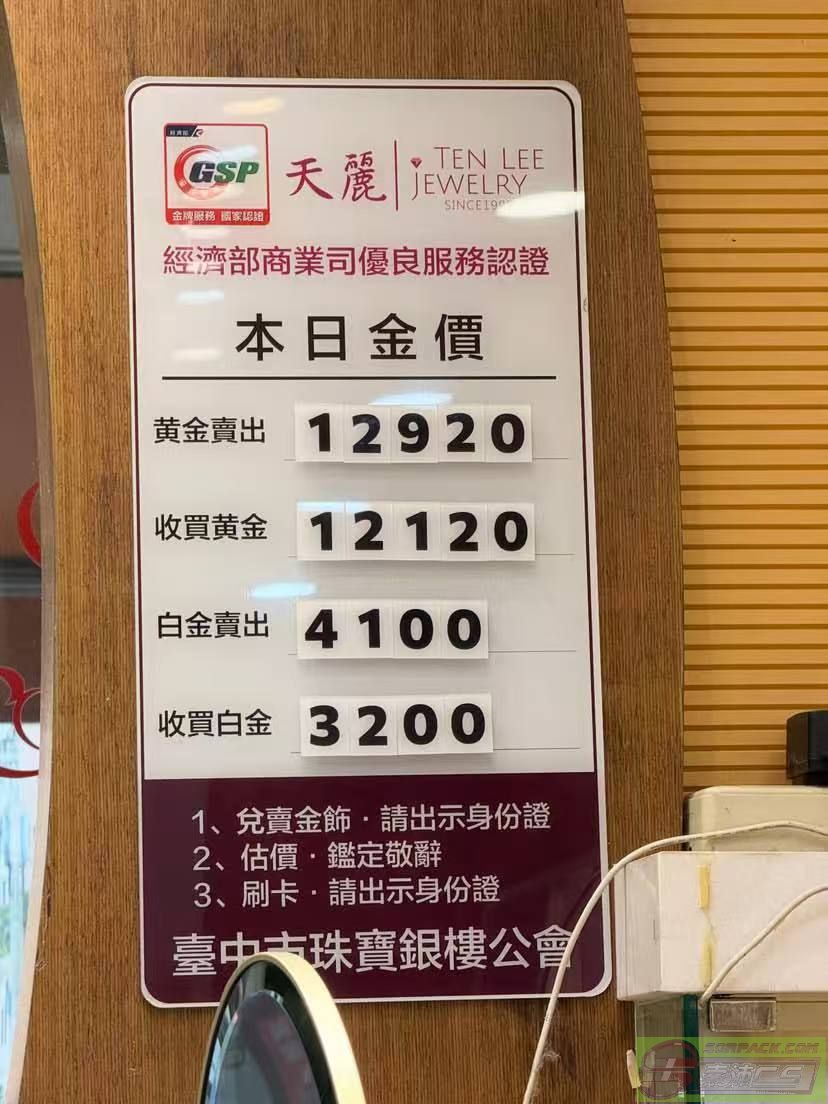 經濟部
GSP
金牌服務 國家認證
天麗
TEN LEE
JEWELRY
經濟部商業司優良服務認證
本日金價
黃金賣出 12920
收買黃金 12120
白金賣出 4100
收買白金 3200
1、兌賣金飾·請出示身份證
2、估價·鑑定敬辭
3、刷卡·請出示身份證
臺中市珠寶銀樓公會